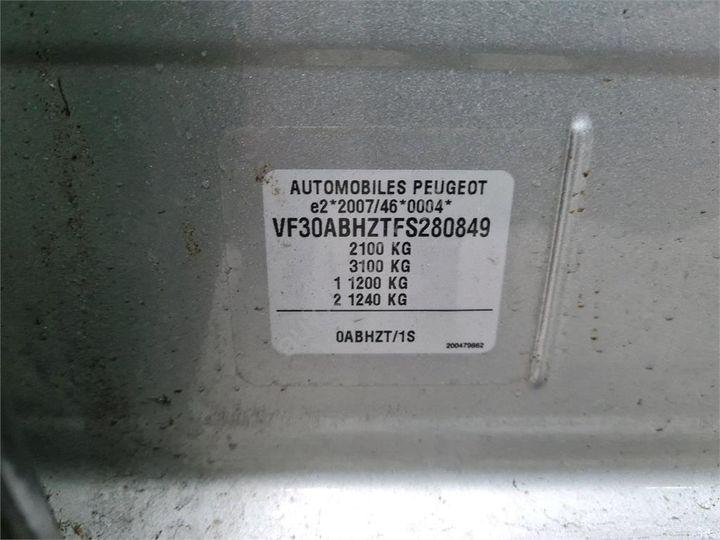 AUTOMOBILES PEUGEOT
e2*2007/46*0004*
VF30ABHZTFS280849
2100 KG
3100 KG
1 1200 KG
2 1240 KG
0ABHZT/1S
200479862